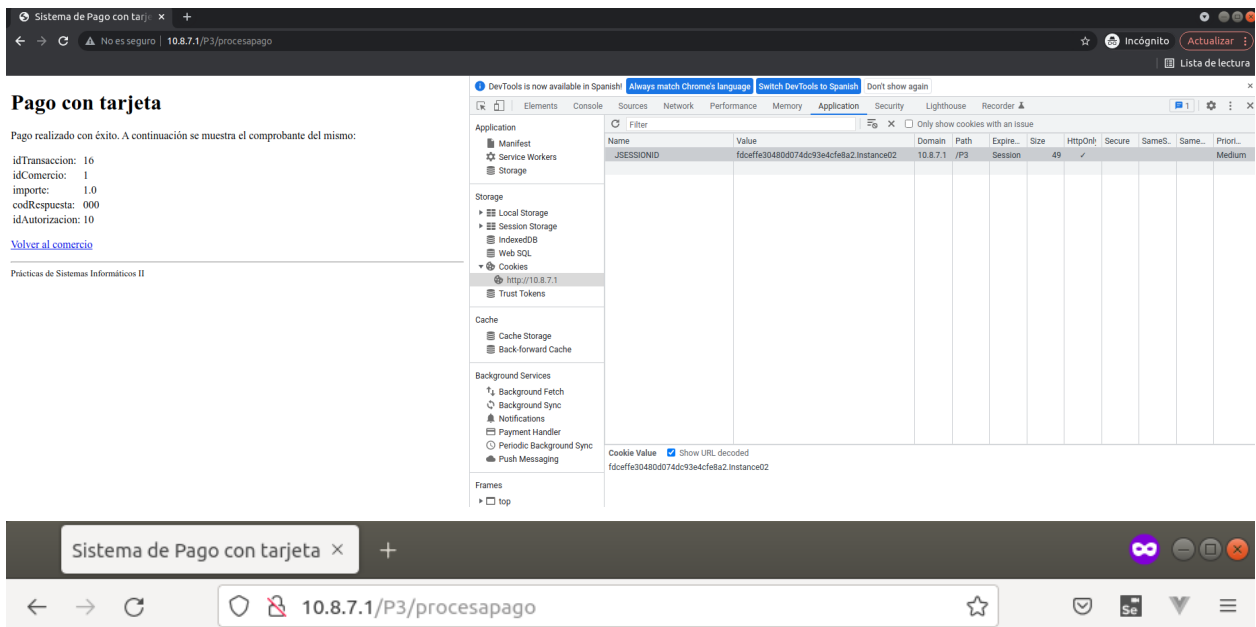 Sistema de Pago con tarje
No es seguro | 10.8.7.1/P3/procesapago
Incógnito
Actualizar
Lista de lectura
Pago con tarjeta
Pago realizado con éxito. A continuación se muestra el comprobante del mismo:
idTransaccion: 16
idComercio: 1
importe: 1.0
codRespuesta: 000
idAutorizacion: 10
Volver al comercio
Prácticas de Sistemas Informáticos II
DevTools is now available in Spanish! Always match Chrome's language Switch DevTools to Spanish Don't show again
Elements Console Sources Network Performance Memory Application Security Lighthouse Recorder 1
Application
Manifest
Service Workers
Storage
Storage
Local Storage
Session Storage
IndexedDB
Web SQL
Cookies
http://10.8.7.1
Trust Tokens
Cache
Cache Storage
Back-forward Cache
Background Services
Background Fetch
Background Sync
Notifications
Payment Handler
Periodic Background Sync
Push Messaging
Frames
top
Filter Only show cookies with an issue
Name Value Domain Path Expire... Size HttpOnly Secure SameS.. Same... Priori...
JSESSIONID fdceffe30480d074dc93e4cfe8a2.Instance02 10.8.7.1 /P3 Session 49 ✓ Medium
Cookie Value Show URL decoded
fdceffe30480d074dc93e4cfe8a2.Instance02
Sistema de Pago con tarjeta
10.8.7.1/P3/procesapago
Se